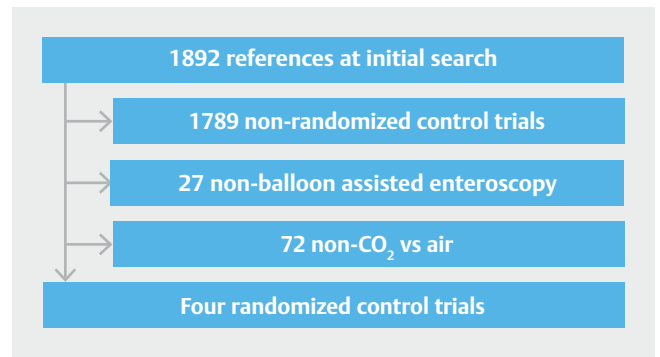 1892 references at initial search
1789 non-randomized control trials
27 non-balloon assisted enteroscopy
72 non-CO₂ vs air
Four randomized control trials